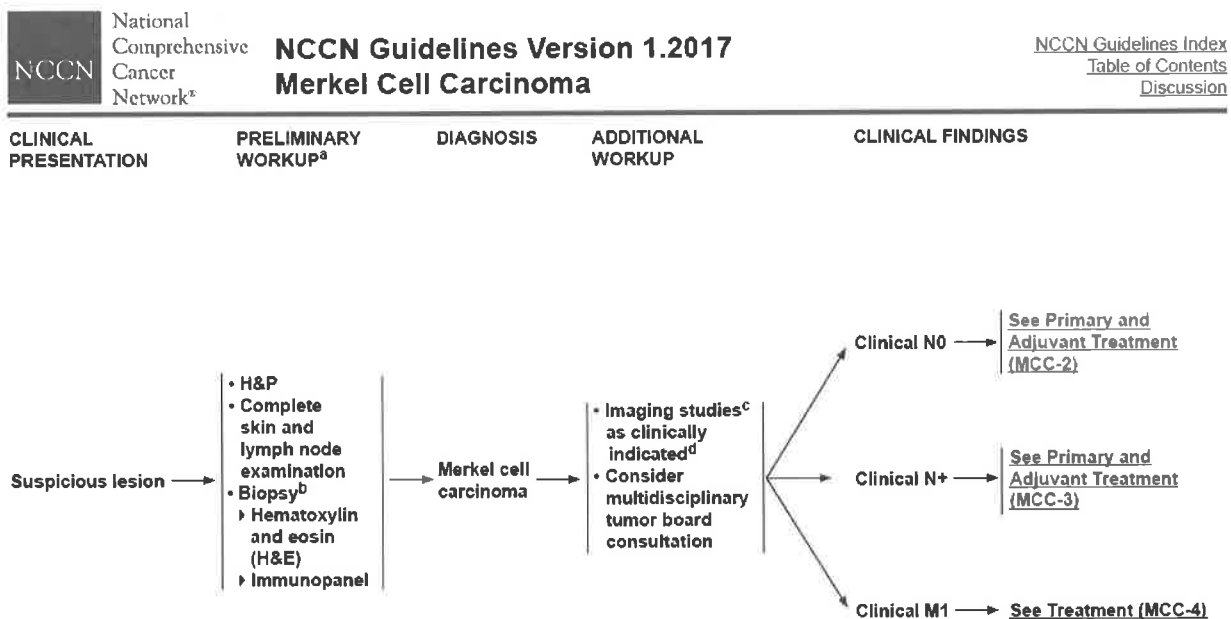 NCCN
National
Comprehensive
Cancer
Network®
NCCN Guidelines Version 1.2017
Merkel Cell Carcinoma
NCCN Guidelines Index
Table of Contents
Discussion
CLINICAL
PRESENTATION
PRELIMINARY
WORKUPᵃ
DIAGNOSIS
ADDITIONAL
WORKUP
CLINICAL FINDINGS
Suspicious lesion
• H&P
• Complete
skin and
lymph node
examination
• Biopsyᵇ
▸ Hematoxylin
and eosin
(H&E)
▸ Immunopanel
Merkel cell
carcinoma
• Imaging studiesᶜ
as clinically
indicatedᵈ
• Consider
multidisciplinary
tumor board
consultation
Clinical N0
See Primary and
Adjuvant Treatment
(MCC-2)
Clinical N+
See Primary and
Adjuvant Treatment
(MCC-3)
Clinical M1
See Treatment (MCC-4)